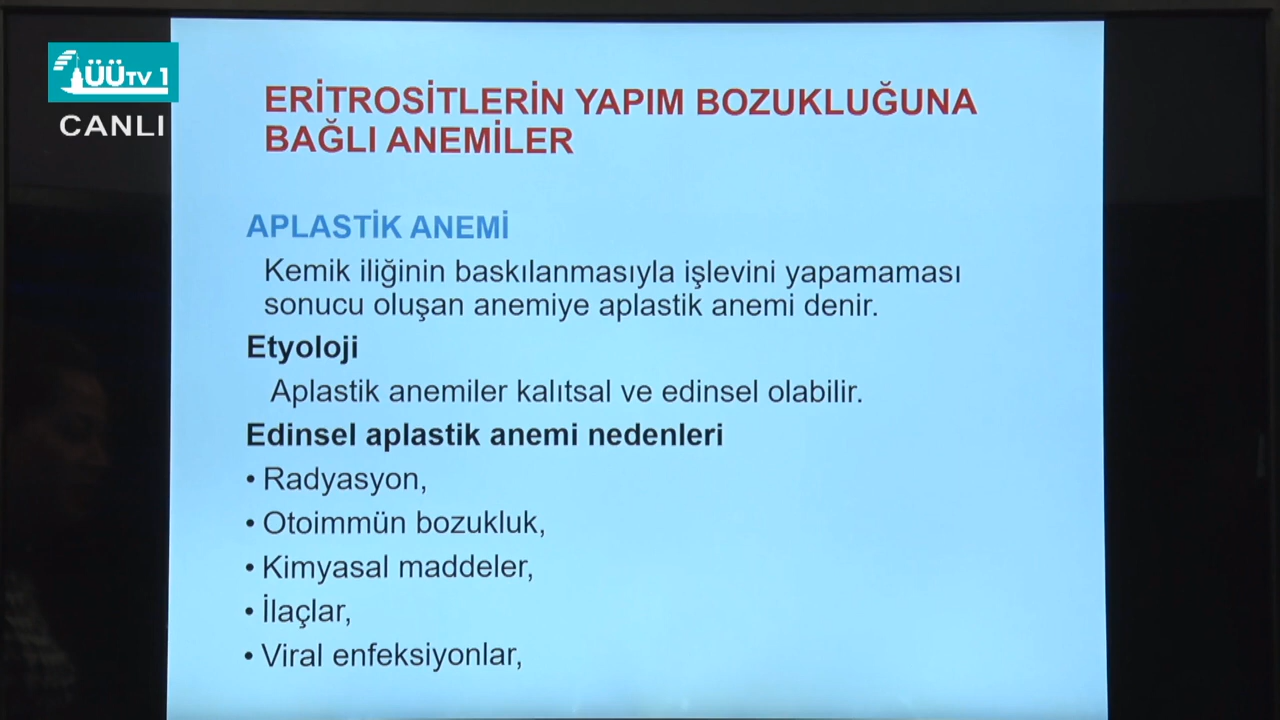 ÜÜTV 1
CANLI
ERİTROSİTLERİN YAPIM BOZUKLUĞUNA
BAĞLI ANEMİLER
APLASTİK ANEMİ
Kemik iliğinin baskılanmasıyla işlevini yapamaması
sonucu oluşan anemiye aplastik anemi denir.
Etyoloji
Aplastik anemiler kalıtsal ve edinsel olabilir.
Edinsel aplastik anemi nedenleri
• Radyasyon,
• Otoimmün bozukluk,
• Kimyasal maddeler,
• İlaçlar,
• Viral enfeksiyonlar,